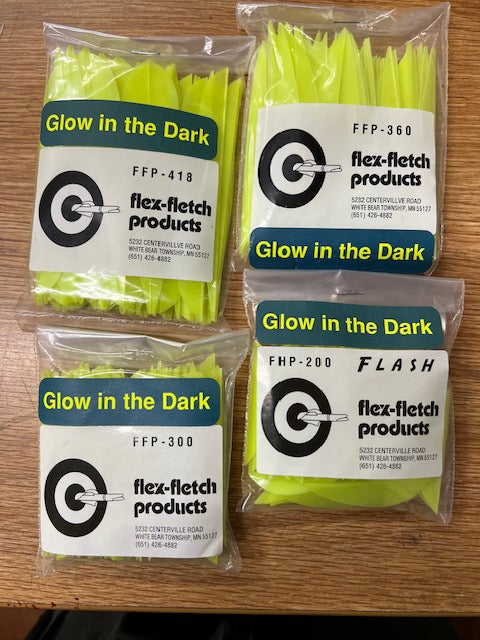 Glow in the Dark
FFP-418
flex-fletch
products
5232 CENTERVILLVE ROAD
WHITE BEAR TOWNSHIP, MN 55127
(651) 426-4882
FFP-360
flex-fletch
products
5232 CENTERVILLVE ROAD
WHITE BEAR TOWNSHIP, MN 55127
(651) 426-4882
Glow in the Dark
Glow in the Dark
FFP-300
flex-fletch
products
5232 CENTERVILLE ROAD
WHITE BEAR TOWNSHIP, MN 55127
(651) 426-4882
Glow in the Dark
FHP-200 FLASH
flex-fletch
products
5232 CENTERVILLE ROAD
WHITE BEAR TOWNSHIP, MN 55127
(651) 426-4882